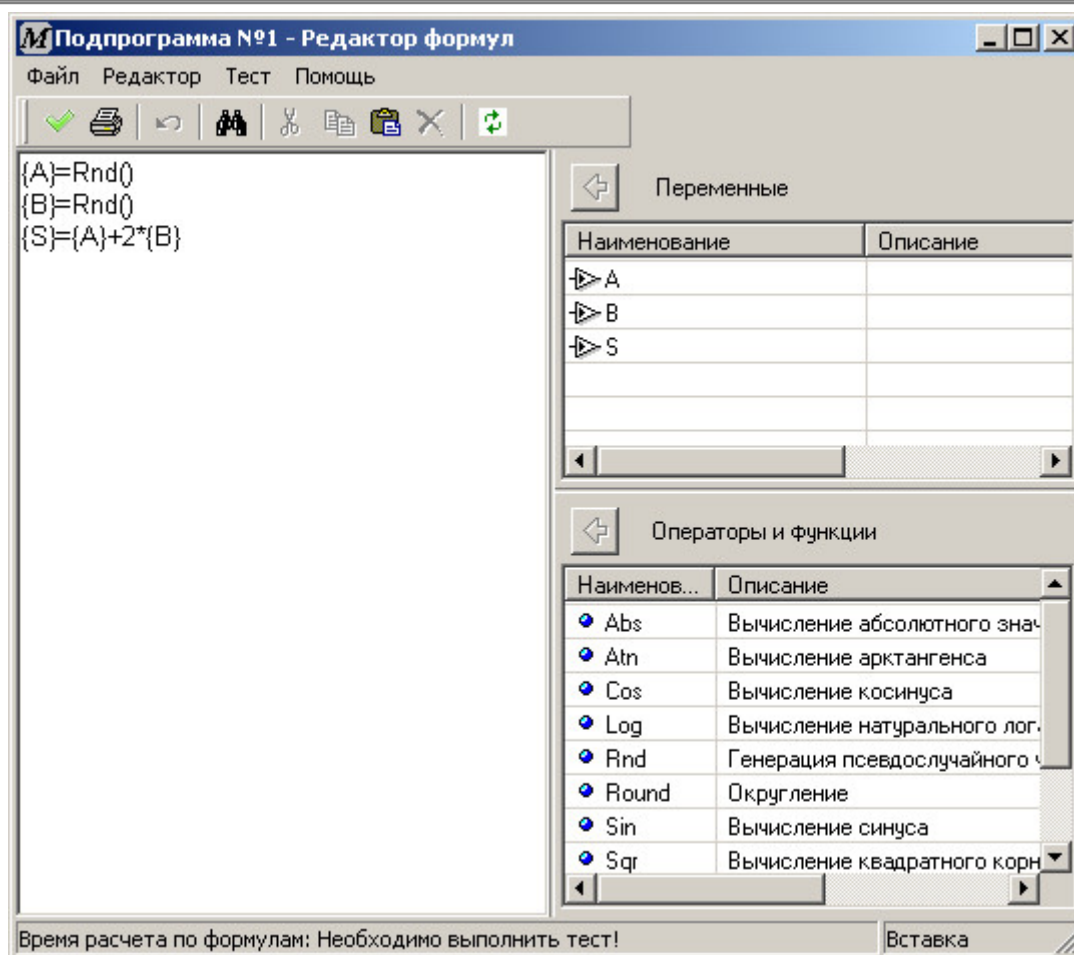 Подпрограмма №1 - Редактор формул
Файл Редактор Тест Помощь
{A}=Rnd()
{B}=Rnd()
{S}={A}+2*{B}
Переменные
Наименование Описание
A
B
S
Операторы и функции
Наименов... Описание
Abs Вычисление абсолютного знач
Atn Вычисление арктангенса
Cos Вычисление косинуса
Log Вычисление натурального лога
Rnd Генерация псевдослучайного ч
Round Округление
Sin Вычисление синуса
Sqr Вычисление квадратного корн
Время расчета по формулам: Необходимо выполнить тест! Вставка